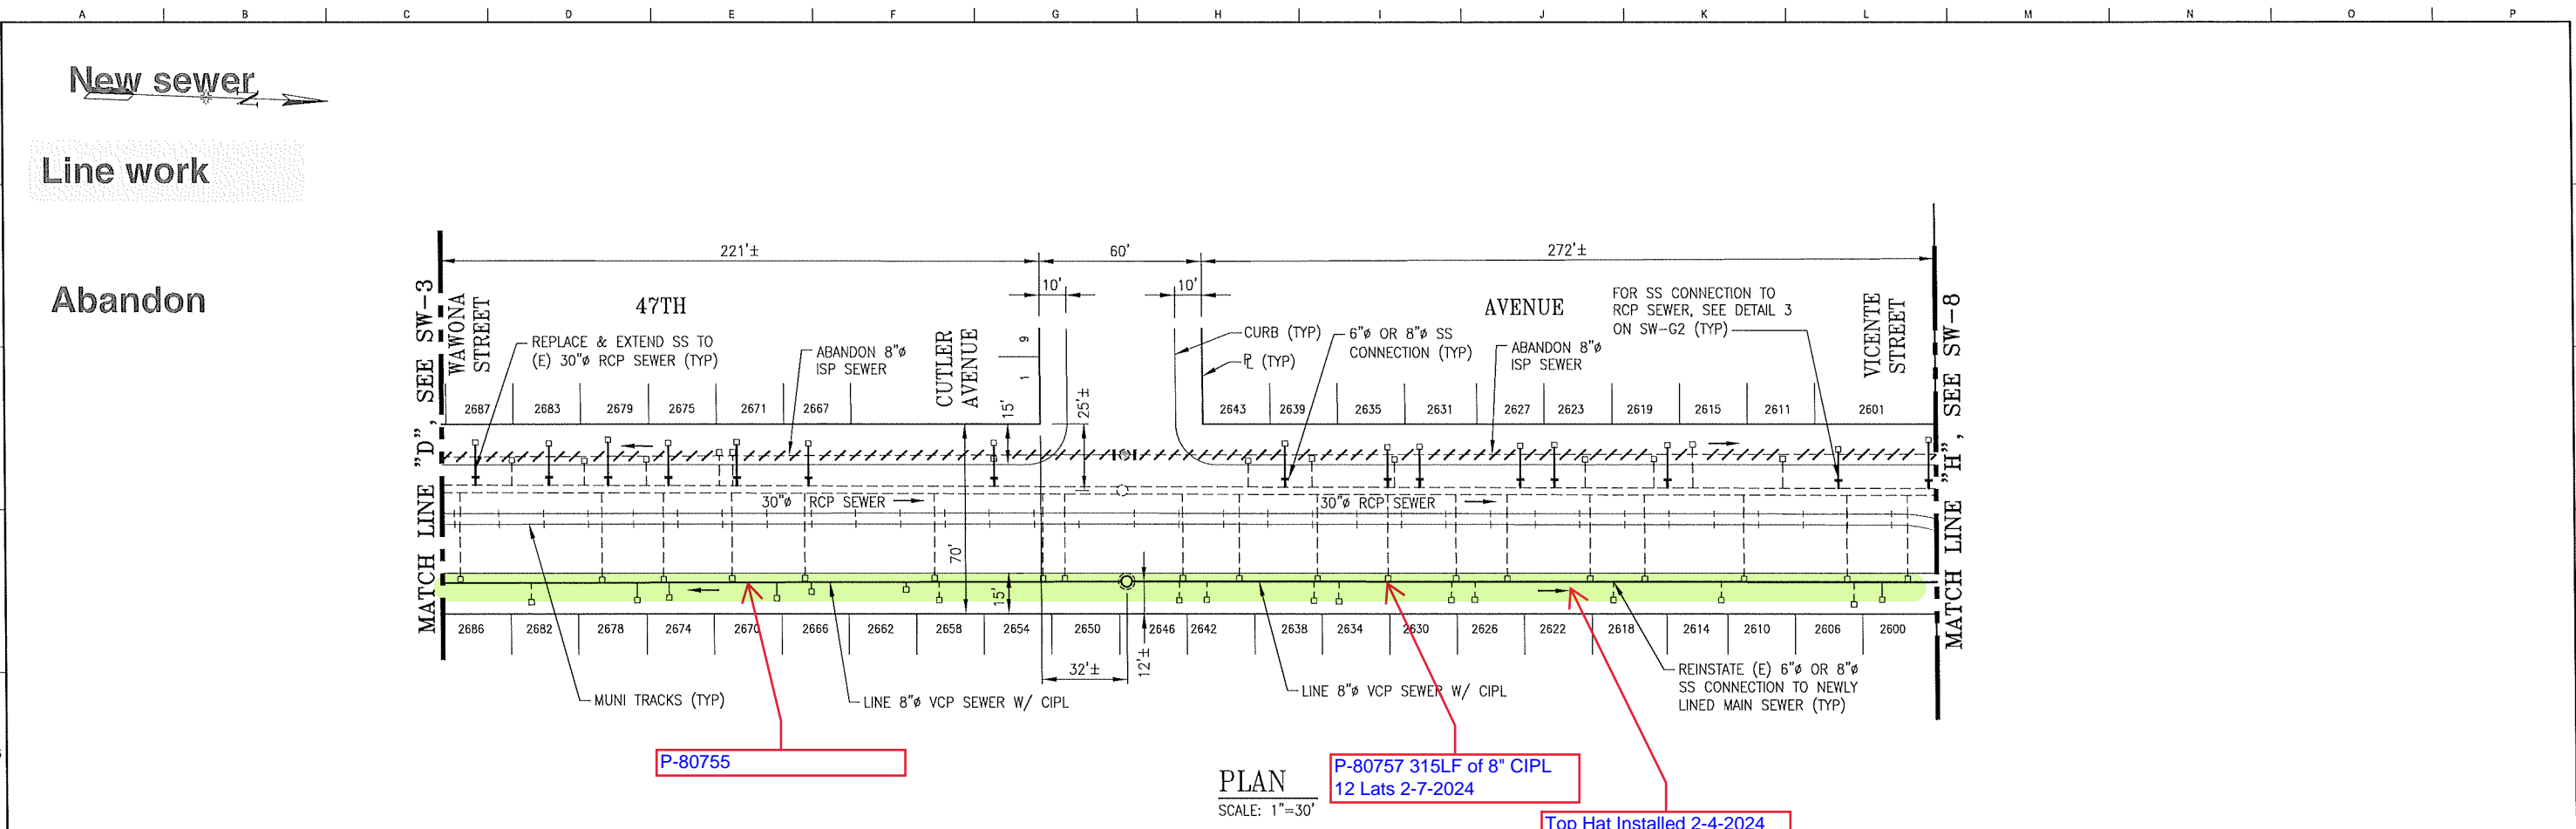 A B C D E F G H I J K L M N O P
New sewer
Line work
Abandon
221'±
60'
272'±
10'
10'
MATCH LINE "D", SEE SW-3
WAWONA
STREET
47TH
REPLACE & EXTEND SS TO
(E) 30"ø RCP SEWER (TYP)
ABANDON 8"ø
ISP SEWER
CUTLER
AVENUE
1 9
15'
25'±
CURB (TYP)
℄ (TYP)
6"ø OR 8"ø SS
CONNECTION (TYP)
AVENUE
ABANDON 8"ø
ISP SEWER
FOR SS CONNECTION TO
RCP SEWER, SEE DETAIL 3
ON SW-G2 (TYP)
VICENTE
STREET
MATCH LINE "H", SEE SW-8
2687 2683 2679 2675 2671 2667
2643 2639 2635 2631 2627 2623 2619 2615 2611 2601
30"ø RCP SEWER
30"ø RCP SEWER
70'
15'
2686 2682 2678 2674 2670 2666 2662 2658 2654 2650 2646 2642 2638 2634 2630 2626 2622 2618 2614 2610 2606 2600
32'±
12'±
MUNI TRACKS (TYP)
LINE 8"ø VCP SEWER W/ CIPL
LINE 8"ø VCP SEWER W/ CIPL
REINSTATE (E) 6"ø OR 8"ø
SS CONNECTION TO NEWLY
LINED MAIN SEWER (TYP)
P-80755
PLAN
SCALE: 1"=30'
P-80757 315LF of 8" CIPL
12 Lats 2-7-2024
Top Hat Installed 2-4-2024